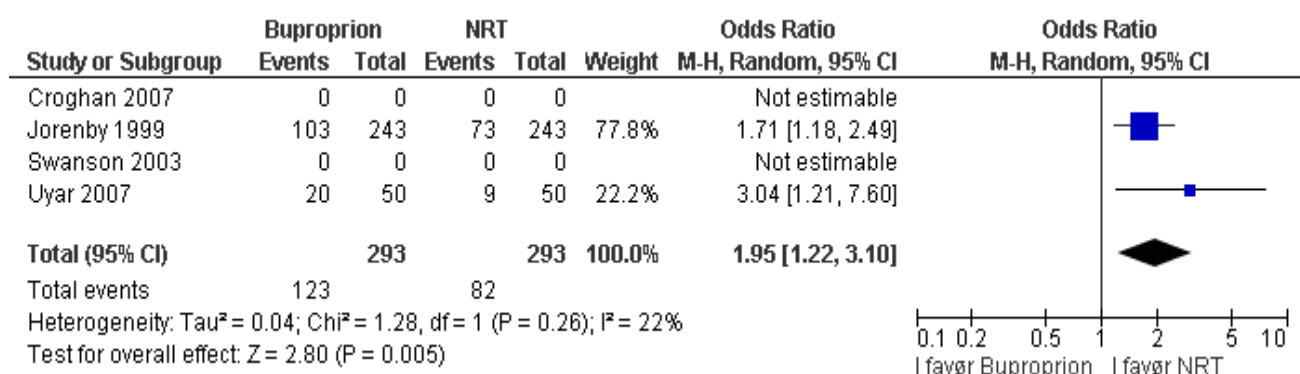 Buproprion NRT Odds Ratio Odds Ratio
Study or Subgroup Events Total Events Total Weight M-H, Random, 95% CI M-H, Random, 95% CI
Croghan 2007 0 0 0 0 Not estimable
Jorenby 1999 103 243 73 243 77.8% 1.71 [1.18, 2.49]
Swanson 2003 0 0 0 0 Not estimable
Uyar 2007 20 50 9 50 22.2% 3.04 [1.21, 7.60]
Total (95% CI) 293 293 100.0% 1.95 [1.22, 3.10]
Total events 123 82
Heterogeneity: Tau² = 0.04; Chi² = 1.28, df = 1 (P = 0.26); I² = 22%
Test for overall effect: Z = 2.80 (P = 0.005)
0.1 0.2 0.5 1 2 5 10
I favør Buproprion I favør NRT